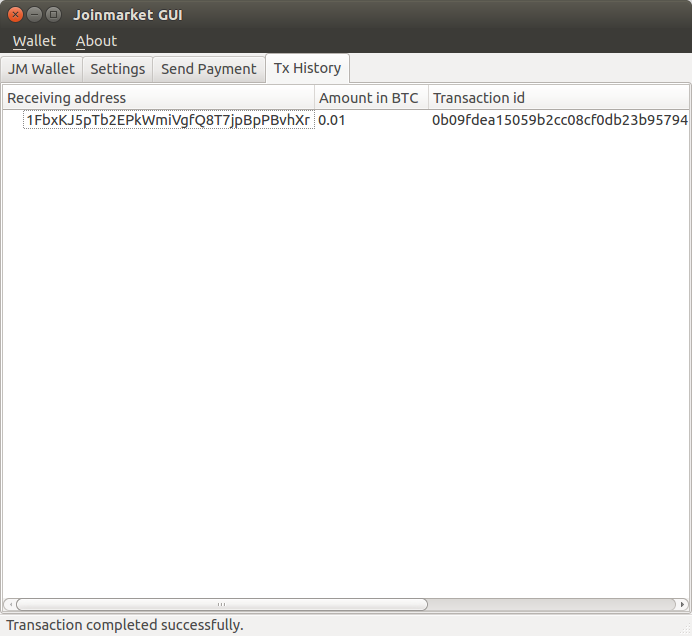 Joinmarket GUI
Wallet About
JM Wallet Settings Send Payment Tx History
Receiving address Amount in BTC Transaction id
1FbxKJ5pTb2EPkWmiVgfQ8T7jpBpPBvhXr 0.01 0b09fdea15059b2cc08cf0db23b95794
Transaction completed successfully.